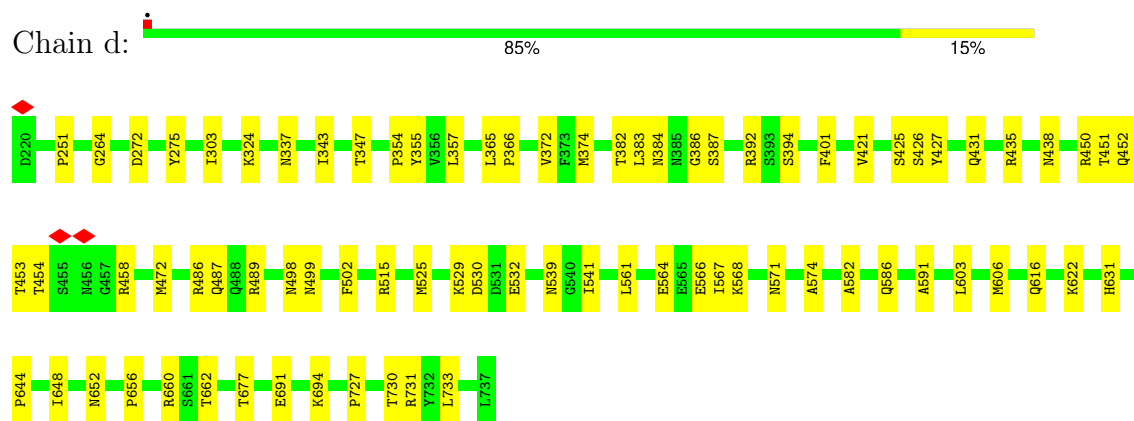 Chain d:
85% 15%
D220 P251 G264 D272 Y275 I303 K324 N337 I343 T347 P354 Y355 V356 L357 L365 P366 V372 F373 M374 T382 L383 N384 N385 G386 S387 R392 S393 S394 F401 V421 S425 S426 Y427 Q431 R435 N438 R450 T451 Q452
T453 T454 S455 N456 G457 R458 M472 R486 Q487 Q488 R489 N498 N499 F502 R515 M525 K529 D530 D531 E532 N539 G540 I541 L561 E564 E565 E566 I567 K568 N571 A574 A582 Q586 A591 L603 M606 Q616 K622 H631
P644 I648 N652 P656 R660 S661 T662 T677 E691 K694 P727 T730 R731 Y732 L733 L737